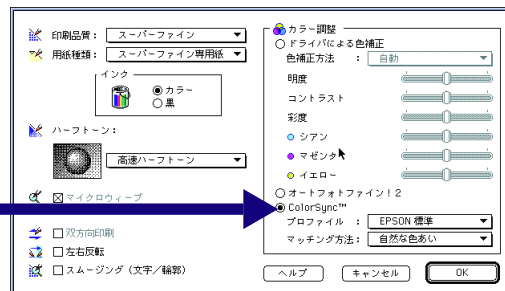 印刷品質： スーパーファイン
用紙種類： スーパーファイン専用紙
インク
カラー
黒
ハーフトーン：
高速ハーフトーン
マイクロウィーブ
双方向印刷
左右反転
スムージング（文字／輪郭）
カラー調整
ドライバによる色補正
色補正方法 ： 自動
明度
コントラスト
彩度
シアン
マゼンタ
イエロー
オートフォトファイン！2
ColorSync™
プロファイル ： EPSON 標準
マッチング方法： 自然な色あい
ヘルプ キャンセル OK